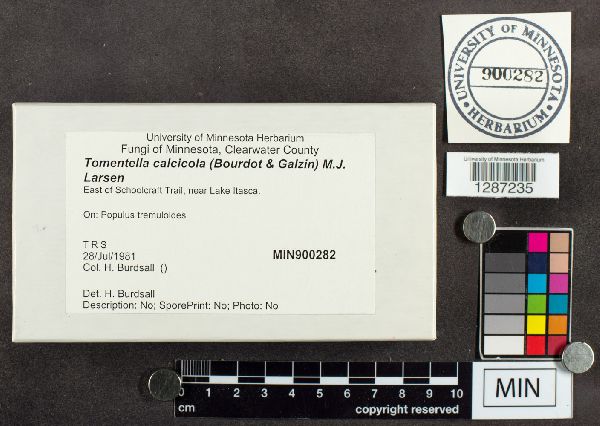 University of Minnesota Herbarium
Fungi of Minnesota, Clearwater County
Tomentella calcicola (Bourdot & Galzin) M.J.
Larsen
East of Schoolcraft Trail, near Lake Itasca.
On: Populus tremuloides
T R S
28/Jul/1981
MIN900282
Col. H. Burdsall ()
Det. H. Burdsall
Description: No; SporePrint: No; Photo: No
UNIVERSITY OF MINNESOTA
900282
HERBARIUM
University of Minnesota Herbarium
1287235
0 1 2 3 4 5 6 7 8 9 10
cm
copyright reserved
MIN